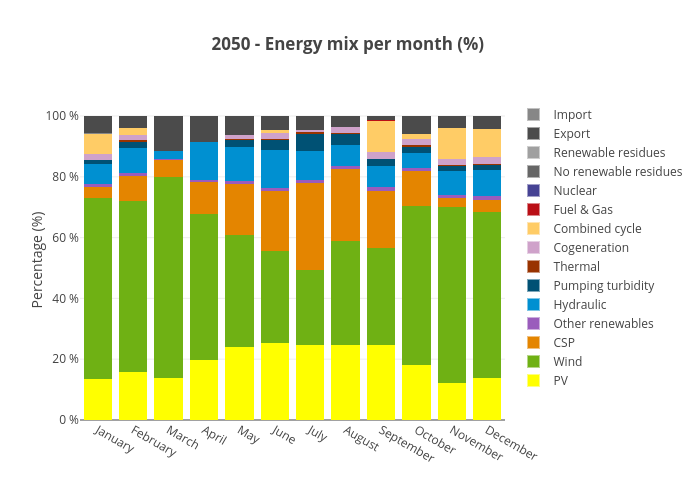 2050 - Energy mix per month (%)
100 %
80 %
60 %
40 %
20 %
0 %
Percentage (%)
January
February
March
April
May
June
July
August
September
October
November
December
Import
Export
Renewable residues
No renewable residues
Nuclear
Fuel & Gas
Combined cycle
Cogeneration
Thermal
Pumping turbidity
Hydraulic
Other renewables
CSP
Wind
PV